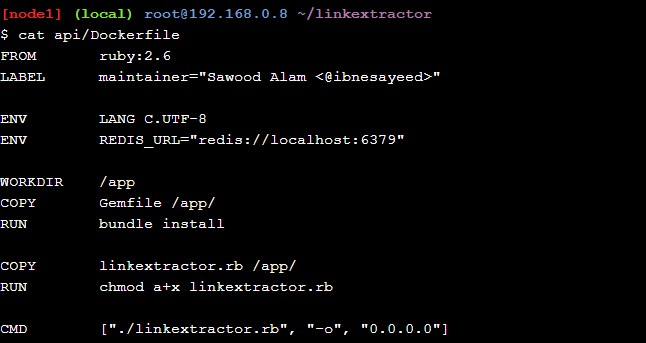 [node1] (local) root@192.168.0.8 ~/linkextractor
$ cat api/Dockerfile
FROM ruby:2.6
LABEL maintainer="Sawood Alam <@ibnesayeed>"
ENV LANG C.UTF-8
ENV REDIS_URL="redis://localhost:6379"
WORKDIR /app
COPY Gemfile /app/
RUN bundle install
COPY linkextractor.rb /app/
RUN chmod a+x linkextractor.rb
CMD ["./linkextractor.rb", "-o", "0.0.0.0"]